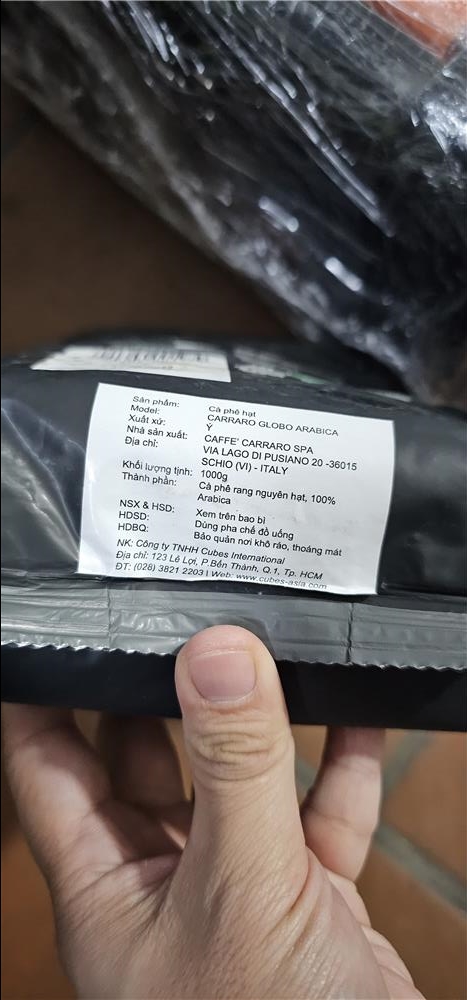 Sản phẩm: Cà phê hạt
Model: CARRARO GLOBO ARABICA
Xuất xứ: Ý
Nhà sản xuất: CAFFE' CARRARO SPA
Địa chỉ: VIA LAGO DI PUSIANO 20 -36015
SCHIO (VI) - ITALY
Khối lượng tịnh: 1000g
Thành phần: Cà phê rang nguyên hạt, 100%
Arabica
NSX & HSD: Xem trên bao bì
HDSD: Dùng pha chế đồ uống
HDBQ: Bảo quản nơi khô ráo, thoáng mát
NK: Công ty TNHH Cubes International
Địa chỉ: 123 Lê Lợi, P.Bến Thành, Q.1, Tp. HCM
ĐT: (028) 3821 2203 | Web: www.cubes-asia.com